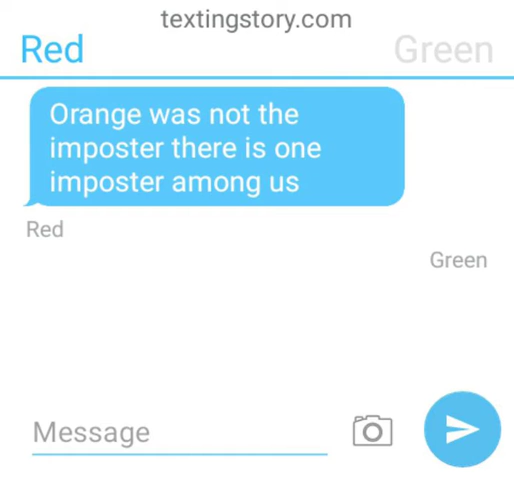 textingstory.com
Red
Green
Orange was not the
imposter there is one
imposter among us
Red
Green
Message